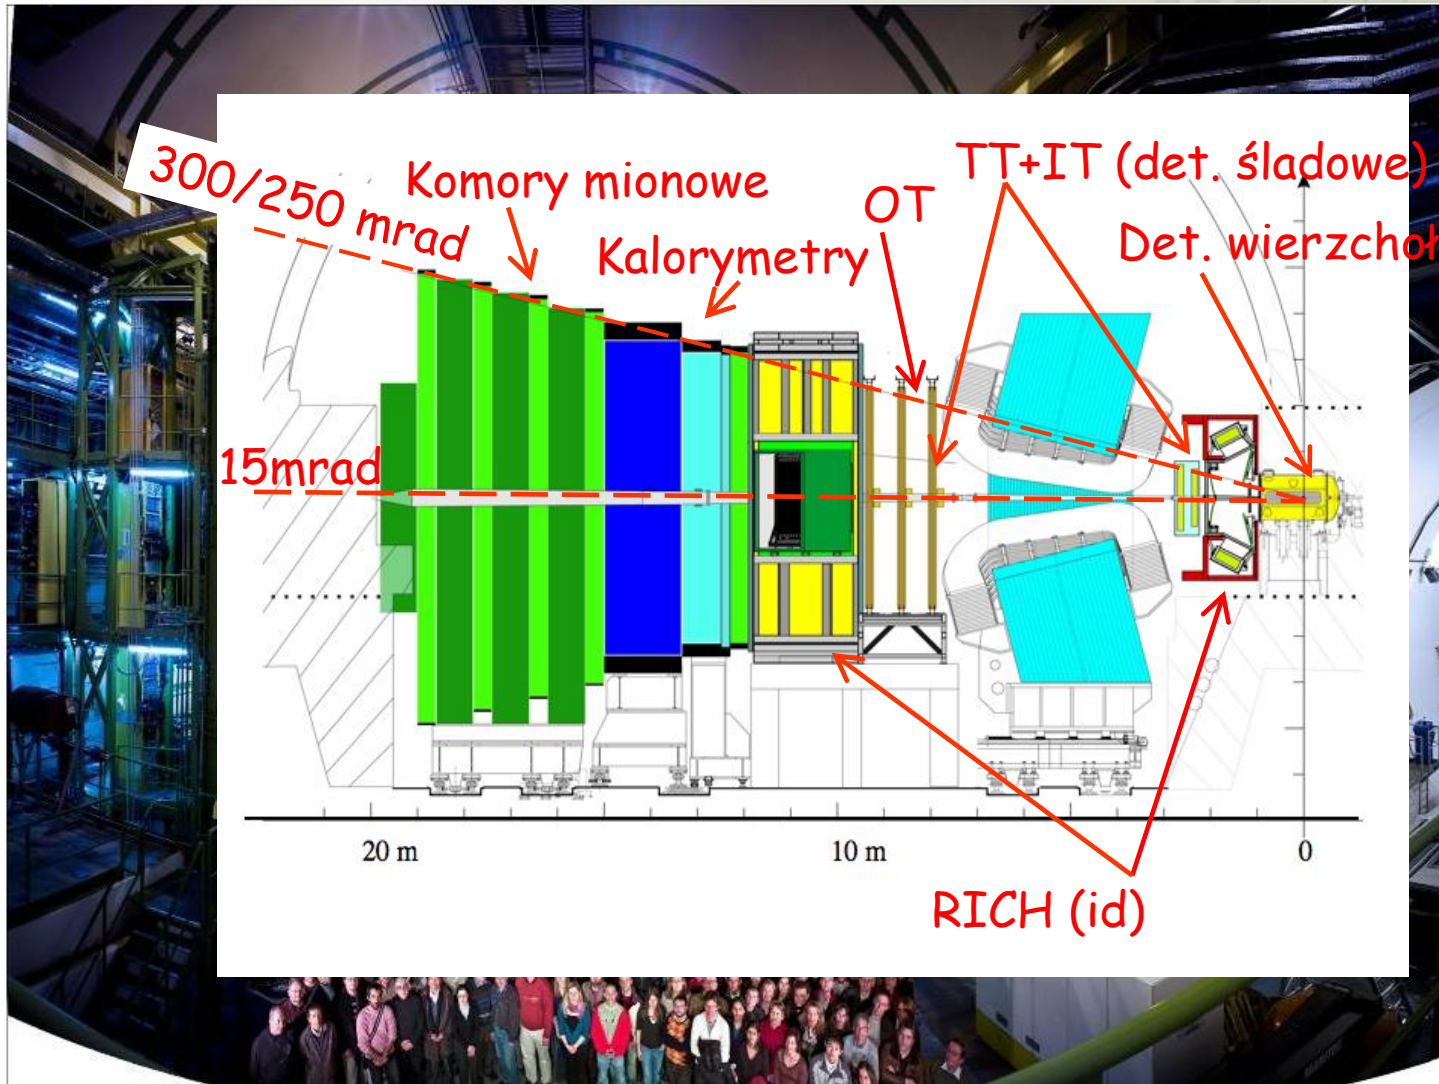 300/250 mrad
Komory mionowe
TT+IT (det. śladowe)
OT
Kalorymetry
Det. wierzchoł
15mrad
20 m
10 m
0
RICH (id)